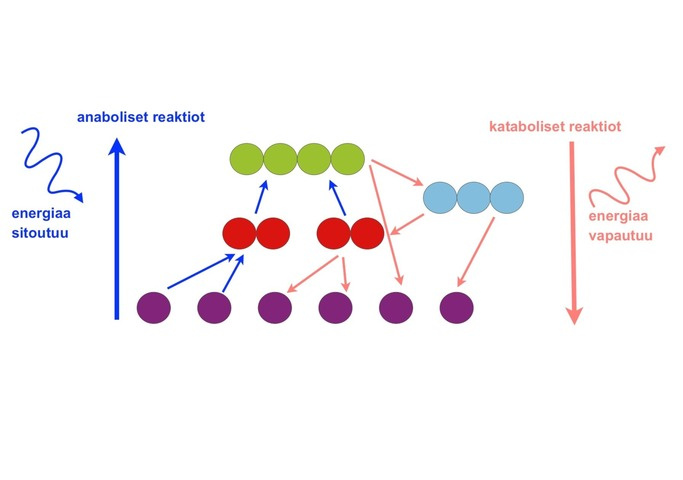 anaboliset reaktiot
kataboliset reaktiot
energiaa
sitoutuu
energiaa
vapautuu